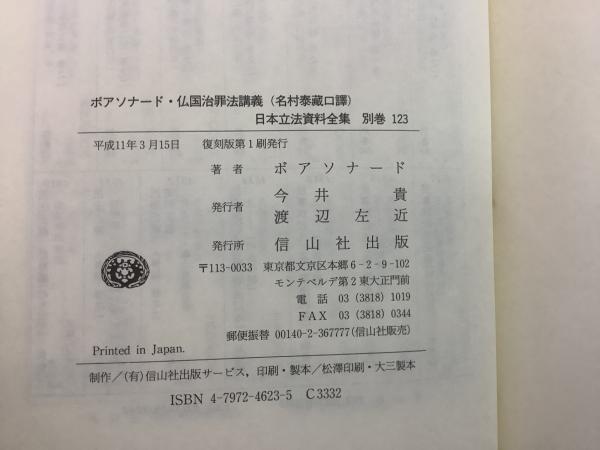 ボアソナード・仏国治罪法講義（名村泰蔵口譯）
日本立法資料全集　別巻 123
平成11年3月15日　復刻版第1刷発行
著者　ボアソナード
発行者　今井貴
渡辺左近
発行所　信山社出版
〒113-0033　東京都文京区本郷6-2-9-102
モンテベルデ第2東大正門前
電話　03 (3818) 1019
FAX　03 (3818) 0344
郵便振替　00140-2-367777（信山社販売）
Printed in Japan.
制作／(有)信山社出版サービス，印刷・製本／松澤印刷・大三製本
ISBN 4-7972-4623-5　C3332